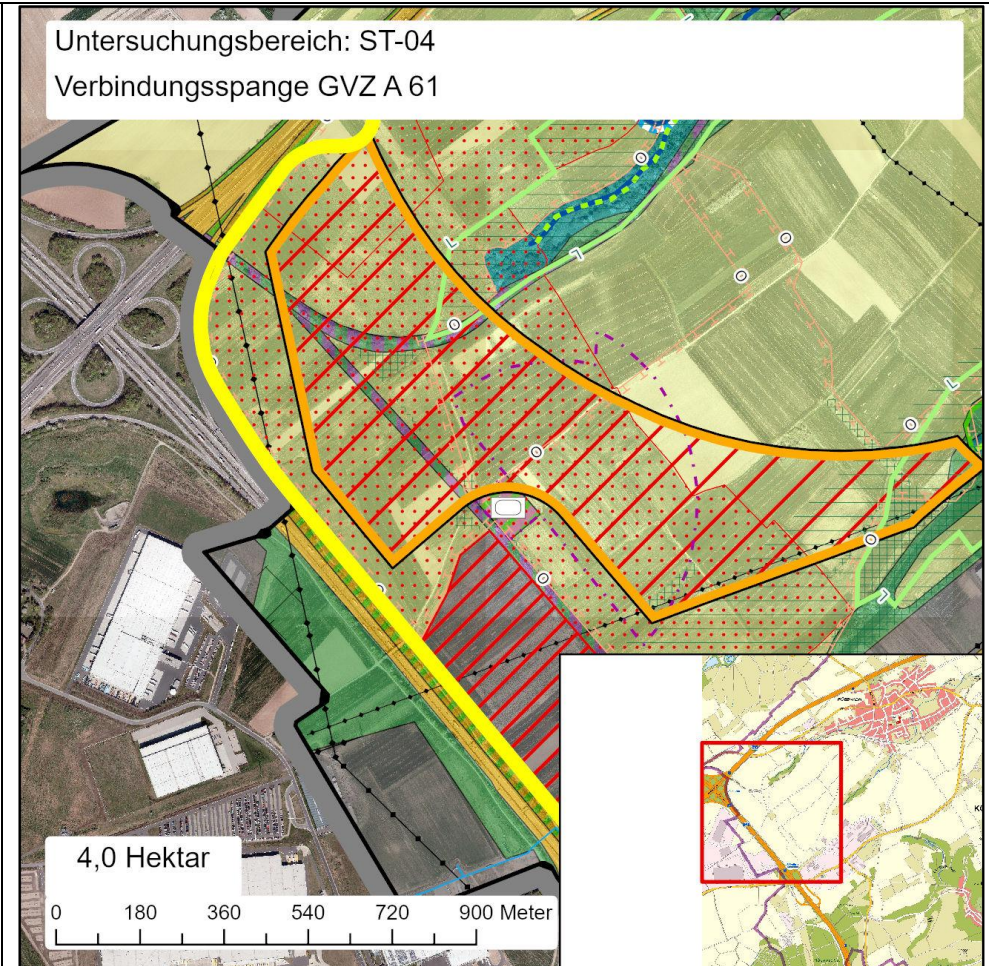 Untersuchungsbereich: ST-04
Verbindungsspange GVZ A 61
4,0 Hektar
0 180 360 540 720 900 Meter